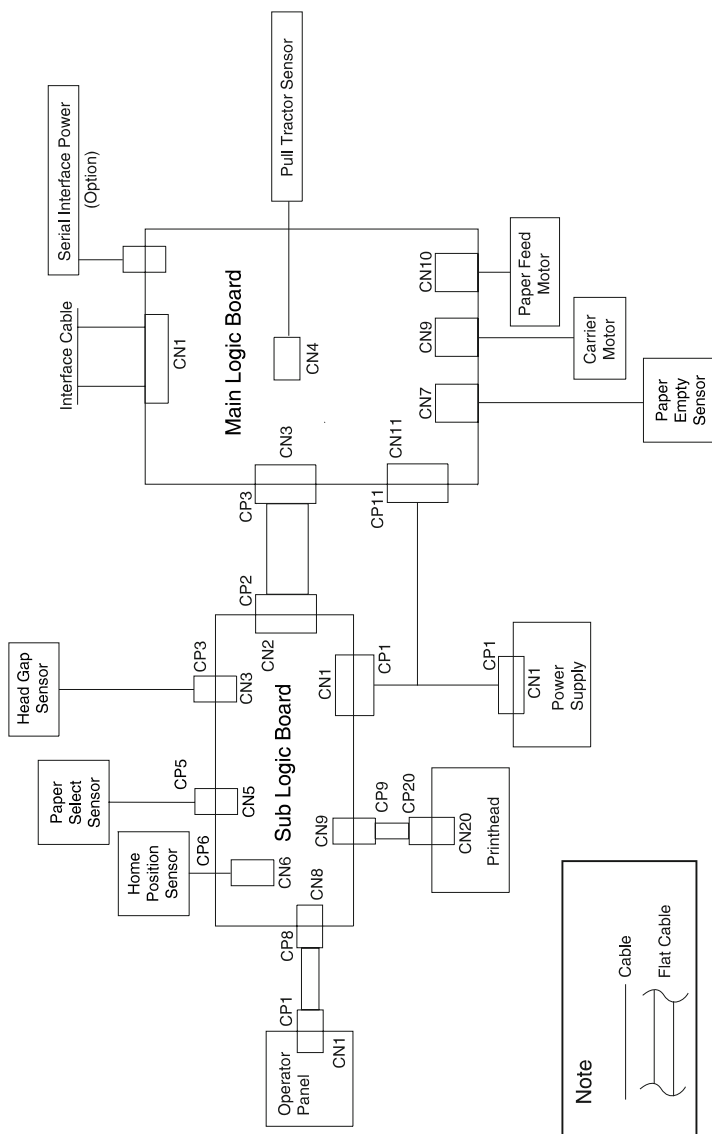 Serial Interface Power
(Option)
Interface Cable
Pull Tractor Sensor
CN1
Main Logic Board
CN4
CN10
Paper Feed
Motor
CN9
Carrier
Motor
CN7
Paper
Empty
Sensor
CN3
CP3
CN11
CP11
CP2
CN2
Head Gap
Sensor
CP3
CN3
Paper
Select
Sensor
CP5
CN5
Home
Position
Sensor
CP6
CN6
Sub Logic Board
CN1
CP1
CP1
CN1
Power
Supply
CN9
CP9
CP20
CN20
Printhead
CN8
CP8
CP1
CN1
Operator
Panel
Note
Cable
Flat Cable